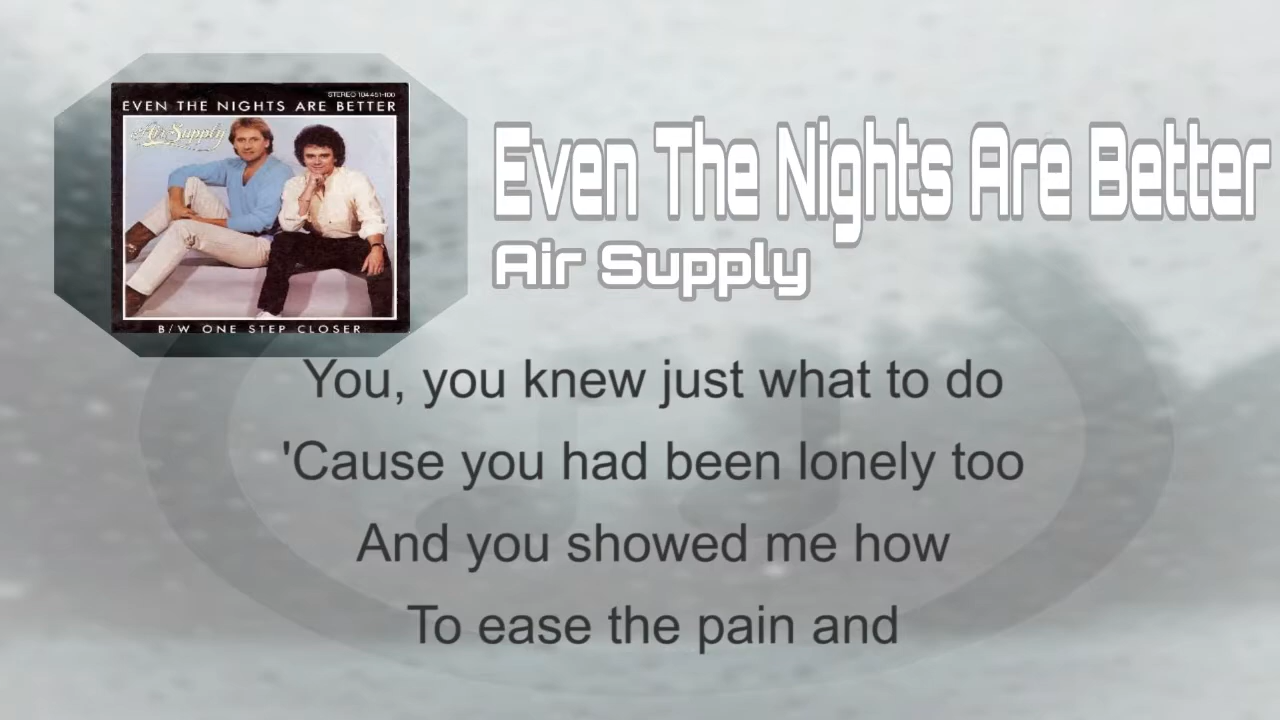 STEREO 104 451-100
EVEN THE NIGHTS ARE BETTER
Air Supply
B/W ONE STEP CLOSER
Even The Nights Are Better
Air Supply
You, you knew just what to do
'Cause you had been lonely too
And you showed me how
To ease the pain and